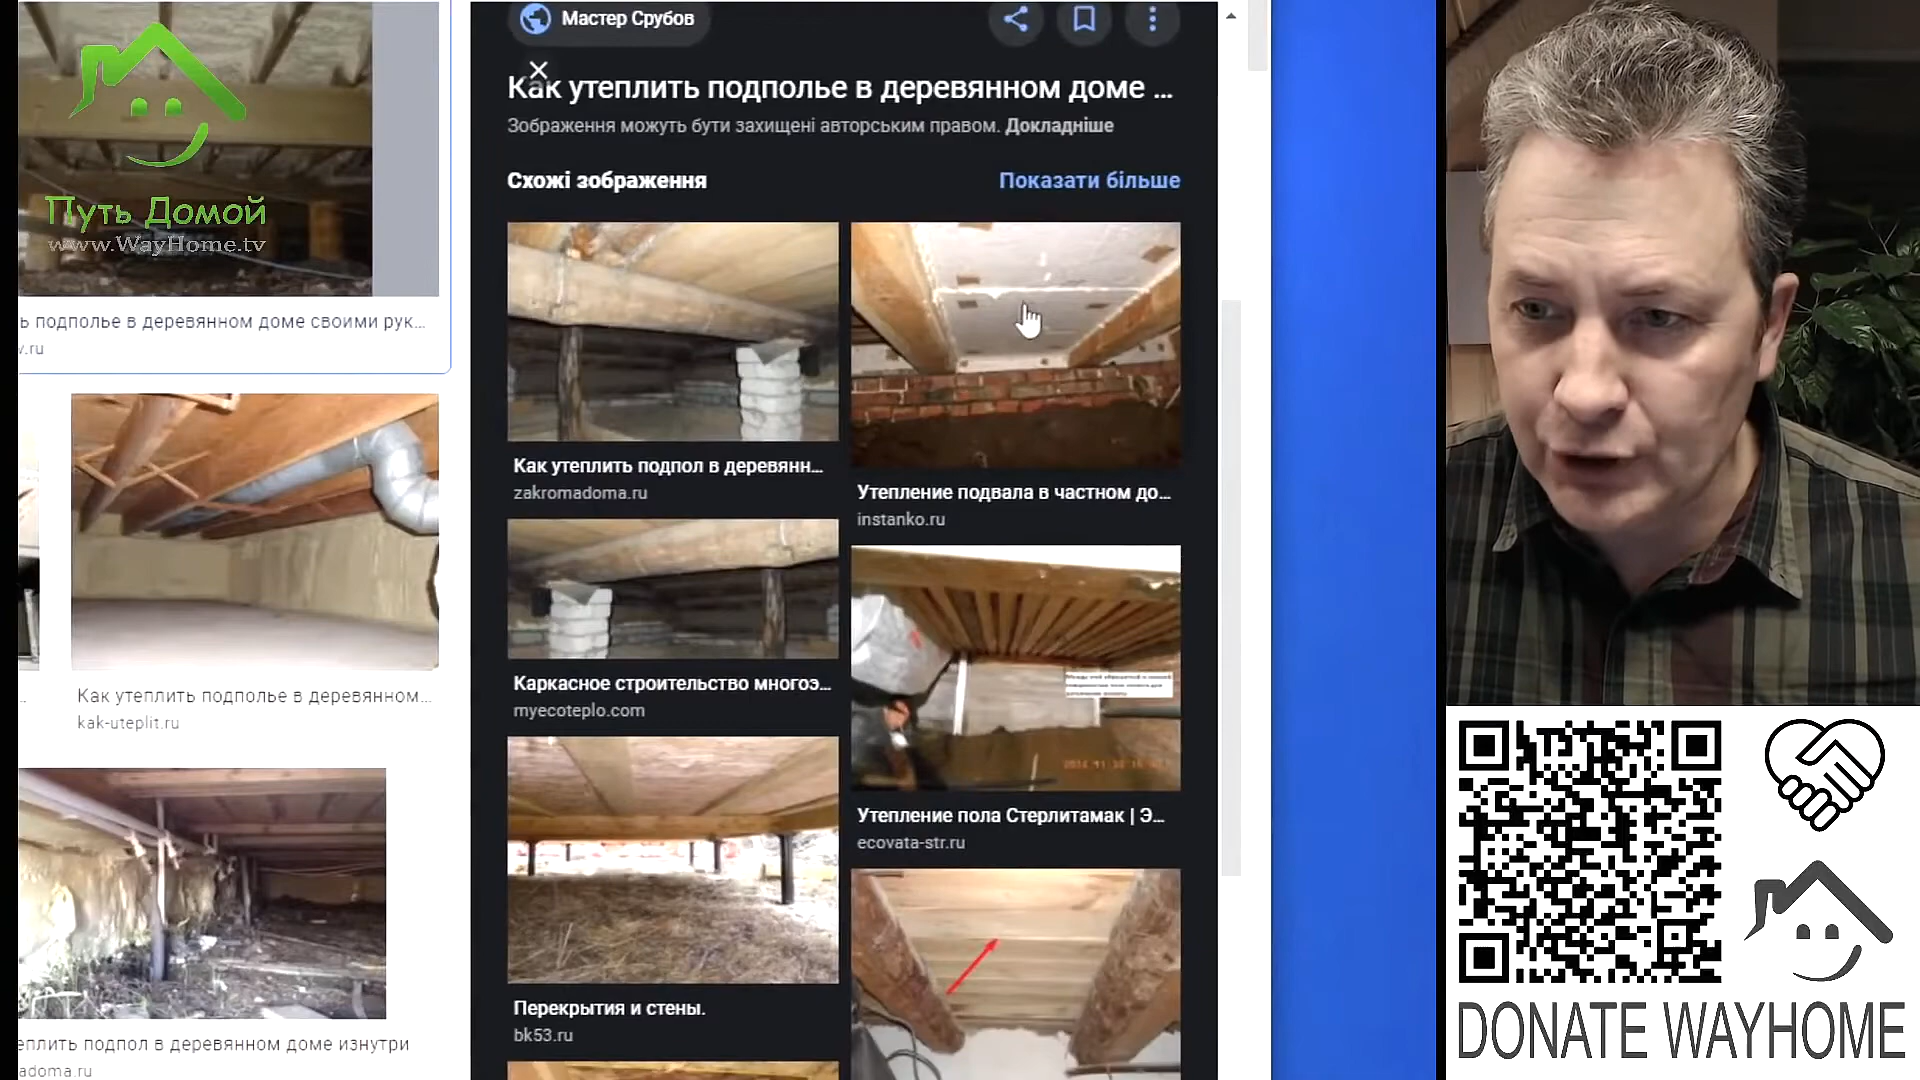 Путь Домой
www.WayHome.tv
ь подполье в деревянном доме своими рук...
v.ru
Как утеплить подполье в деревянном...
kak-uteplit.ru
еплить подпол в деревянном доме изнутри
adoma.ru
Мастер Срубов
Как утеплить подполье в деревянном доме ...
Зображення можуть бути захищені авторським правом. Докладніше
Схожі зображення
Показати більше
Как утеплить подпол в деревянн...
zakromadoma.ru
Утепление подвала в частном до...
instanko.ru
Каркасное строительство многоэ...
myecoteplo.com
Утепление пола Стерлитамак | Э...
ecovata-str.ru
Перекрытия и стены.
bk53.ru
DONATE WAYHOME